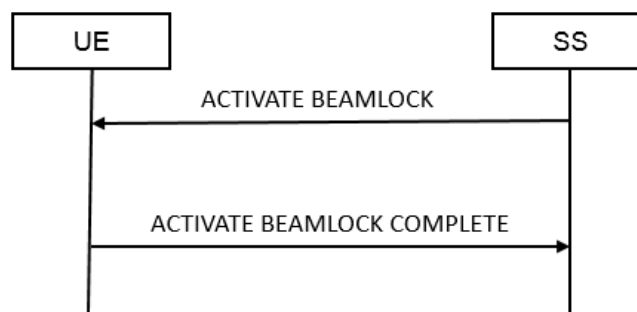 UE
SS
ACTIVATE BEAMLOCK
ACTIVATE BEAMLOCK COMPLETE